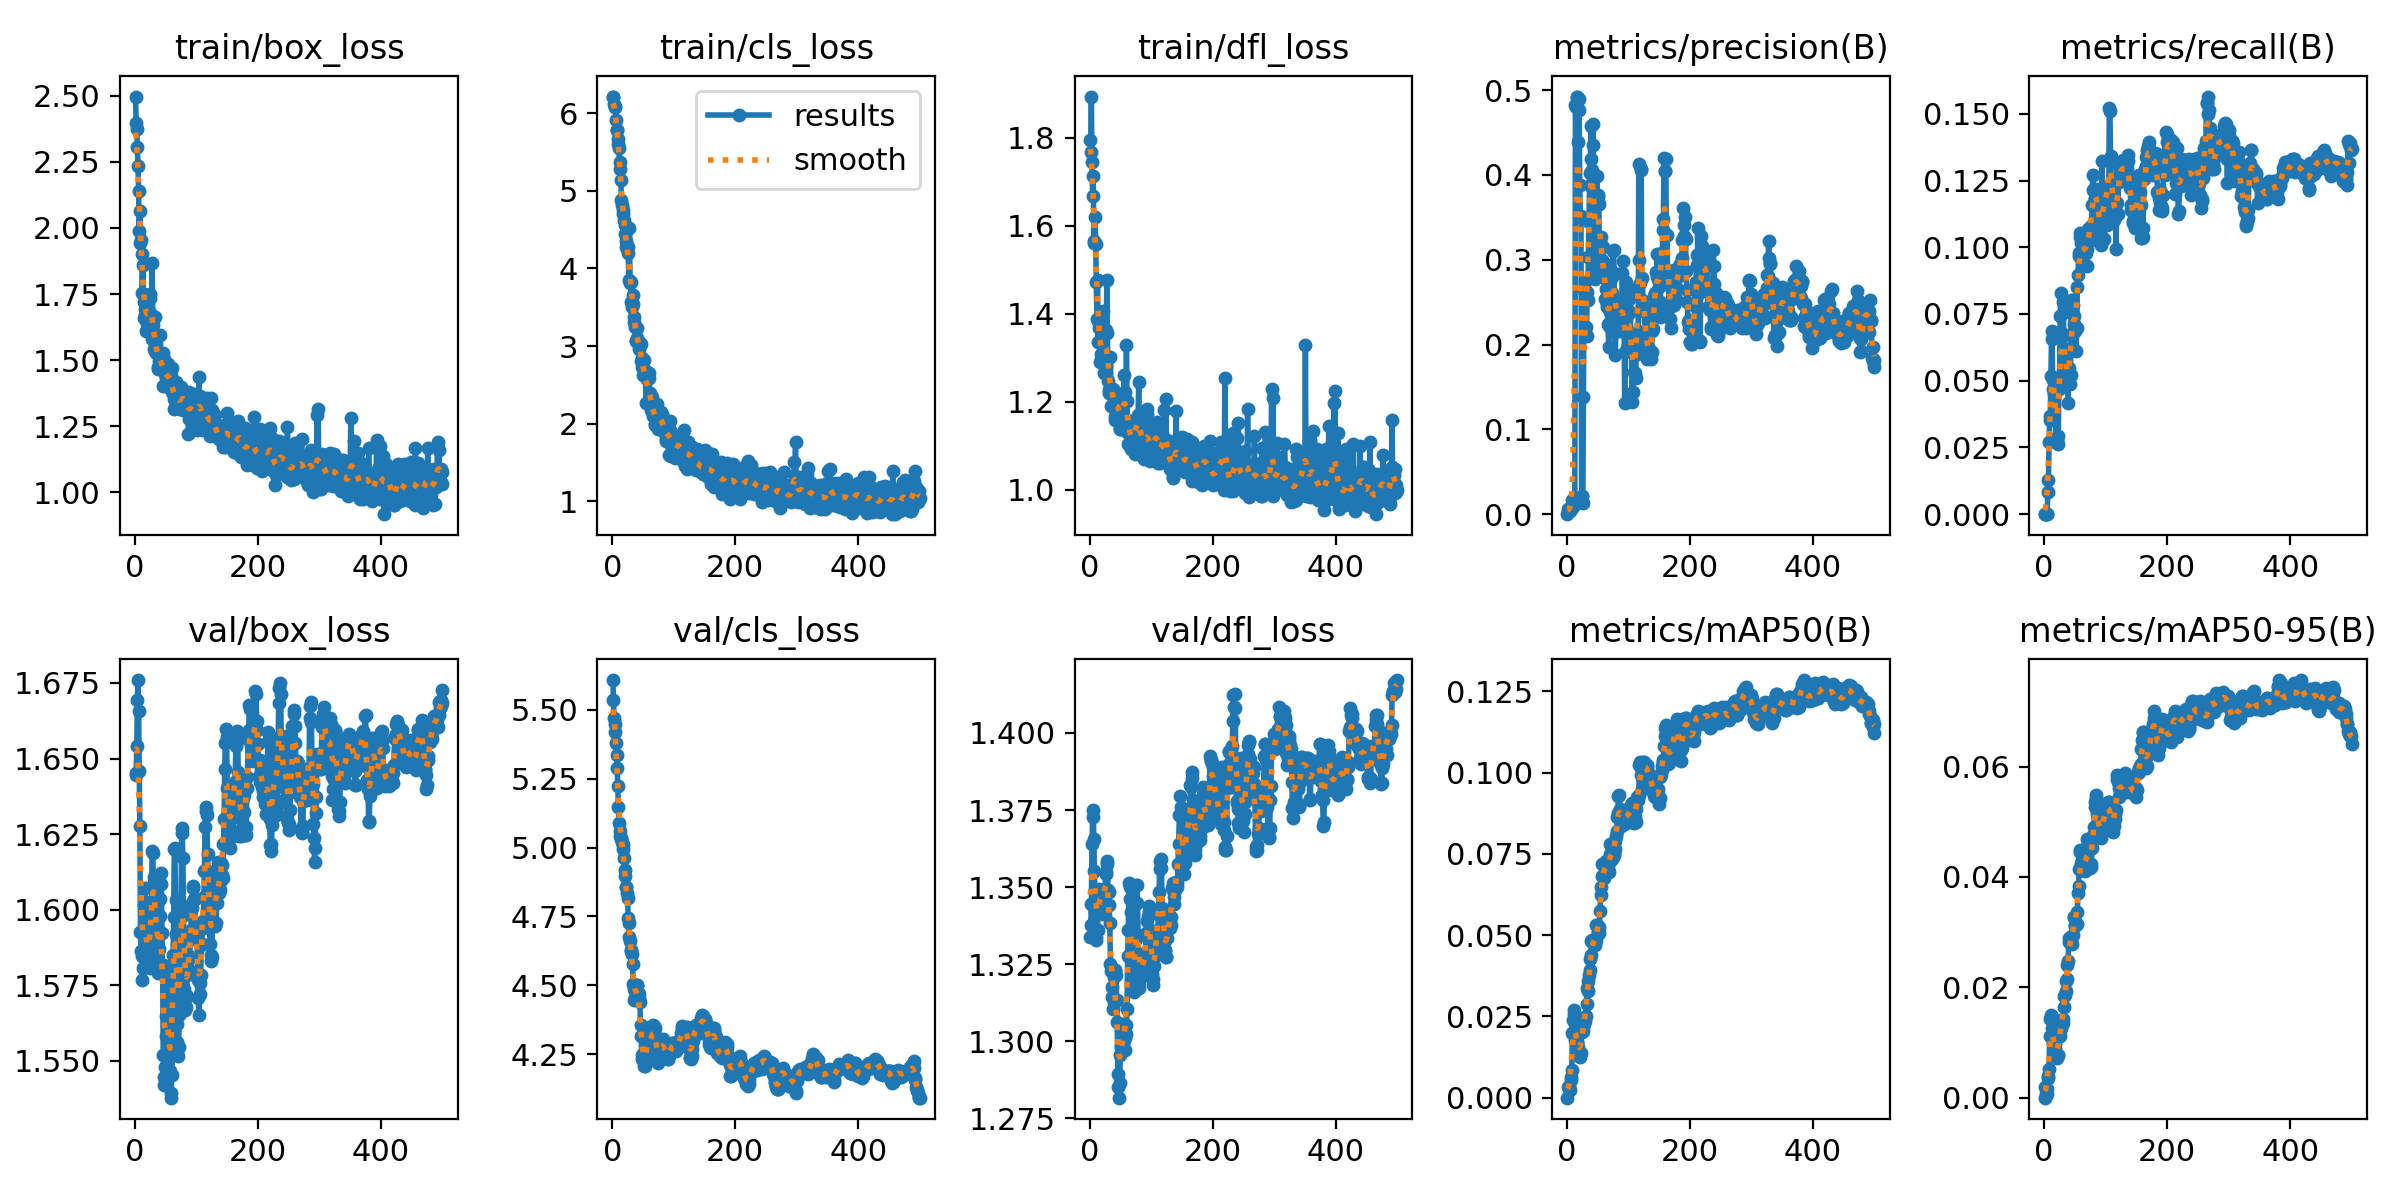 train/box_loss
2.50
2.25
2.00
1.75
1.50
1.25
1.00
0 200 400
train/cls_loss
6
5
4
3
2
1
results
smooth
0 200 400
train/dfl_loss
1.8
1.6
1.4
1.2
1.0
0 200 400
metrics/precision(B)
0.5
0.4
0.3
0.2
0.1
0.0
0 200 400
metrics/recall(B)
0.150
0.125
0.100
0.075
0.050
0.025
0.000
0 200 400
val/box_loss
1.675
1.650
1.625
1.600
1.575
1.550
0 200 400
val/cls_loss
5.50
5.25
5.00
4.75
4.50
4.25
0 200 400
val/dfl_loss
1.400
1.375
1.350
1.325
1.300
1.275
0 200 400
metrics/mAP50(B)
0.125
0.100
0.075
0.050
0.025
0.000
0 200 400
metrics/mAP50-95(B)
0.06
0.04
0.02
0.00
0 200 400